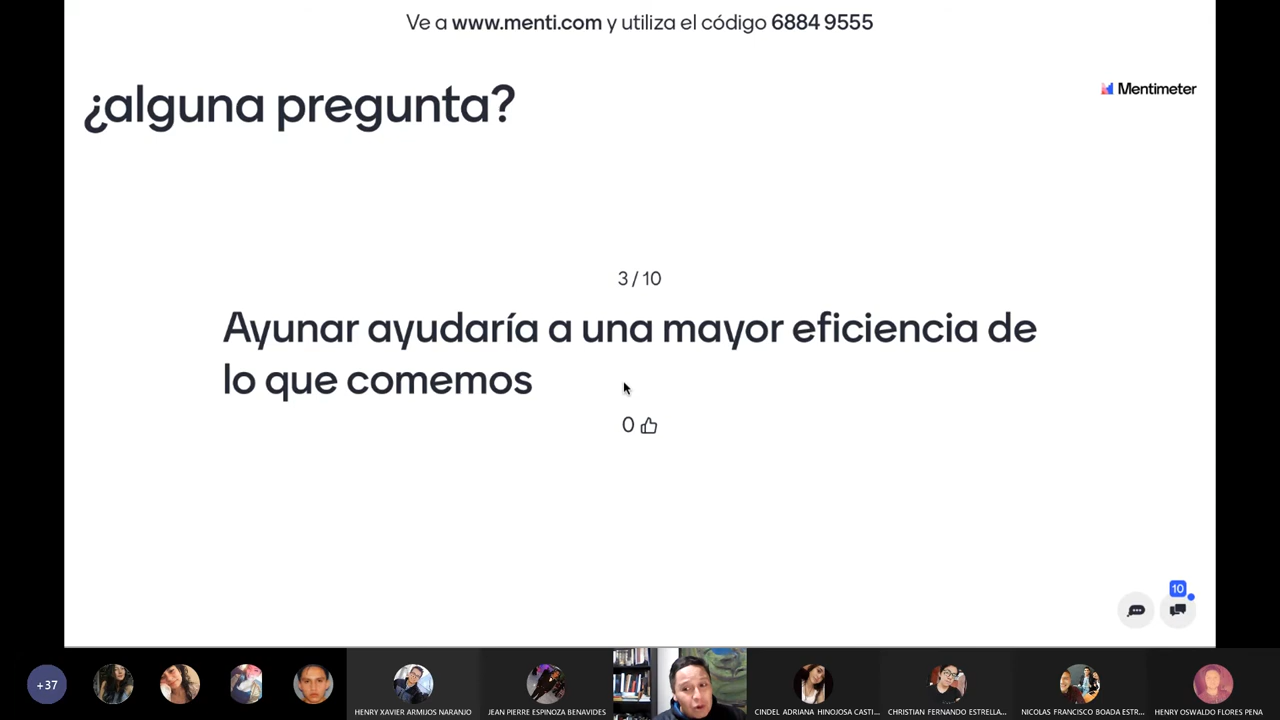 Ve a www.menti.com y utiliza el código 6884 9555
¿alguna pregunta?
Mentimeter
3 / 10
Ayunar ayudaría a una mayor eficiencia de
lo que comemos
0
10
+37
HENRY XAVIER ARMIJOS NARANJO
JEAN PIERRE ESPINOZA BENAVIDES
CINDEL ADRIANA HINOJOSA CASTI...
CHRISTIAN FERNANDO ESTRELLA...
NICOLAS FRANCISCO BOADA ESTR...
HENRY OSWALDO FLORES PENA